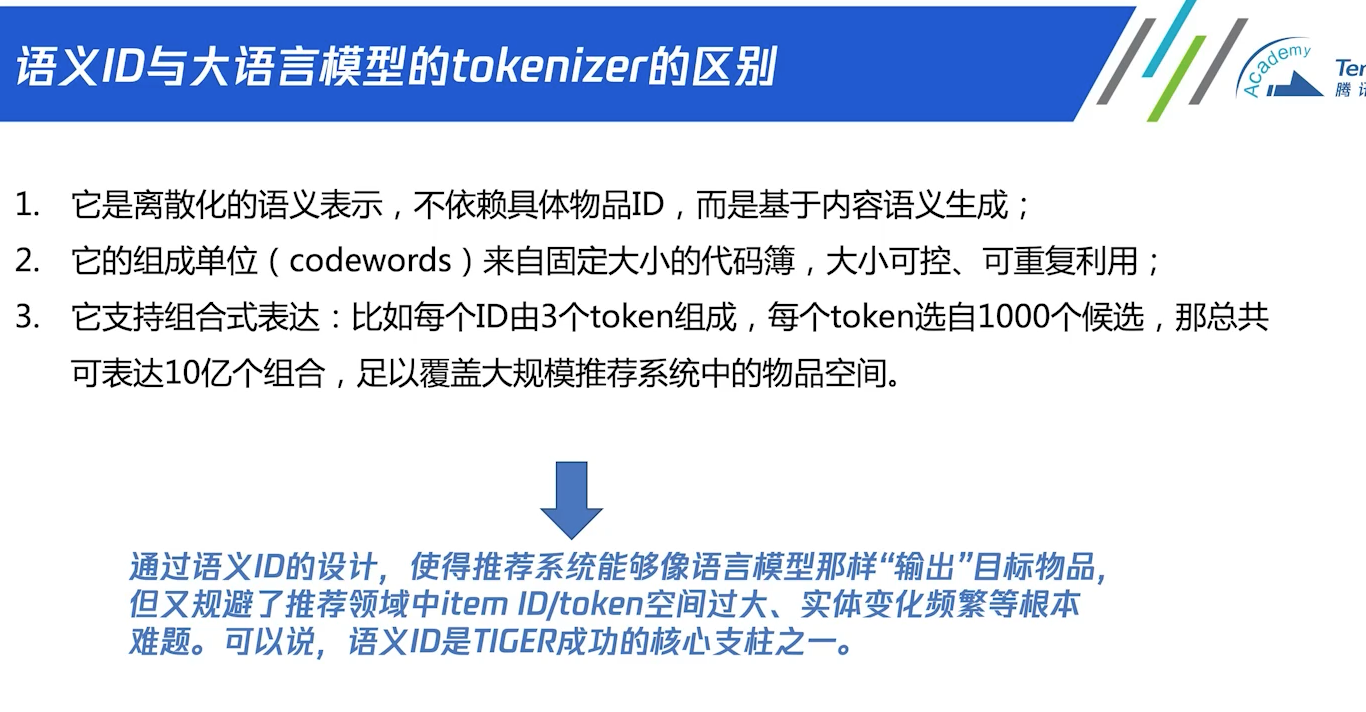 语义ID与大语言模型的tokenizer的区别
Academy
Ten
腾讯
1. 它是离散化的语义表示，不依赖具体物品ID，而是基于内容语义生成；
2. 它的组成单位（codewords）来自固定大小的代码簿，大小可控、可重复利用；
3. 它支持组合式表达：比如每个ID由3个token组成，每个token选自1000个候选，那总共
可表达10亿个组合，足以覆盖大规模推荐系统中的物品空间。
通过语义ID的设计，使得推荐系统能够像语言模型那样“输出”目标物品，
但又规避了推荐领域中item ID/token空间过大、实体变化频繁等根本
难题。可以说，语义ID是TIGER成功的核心支柱之一。